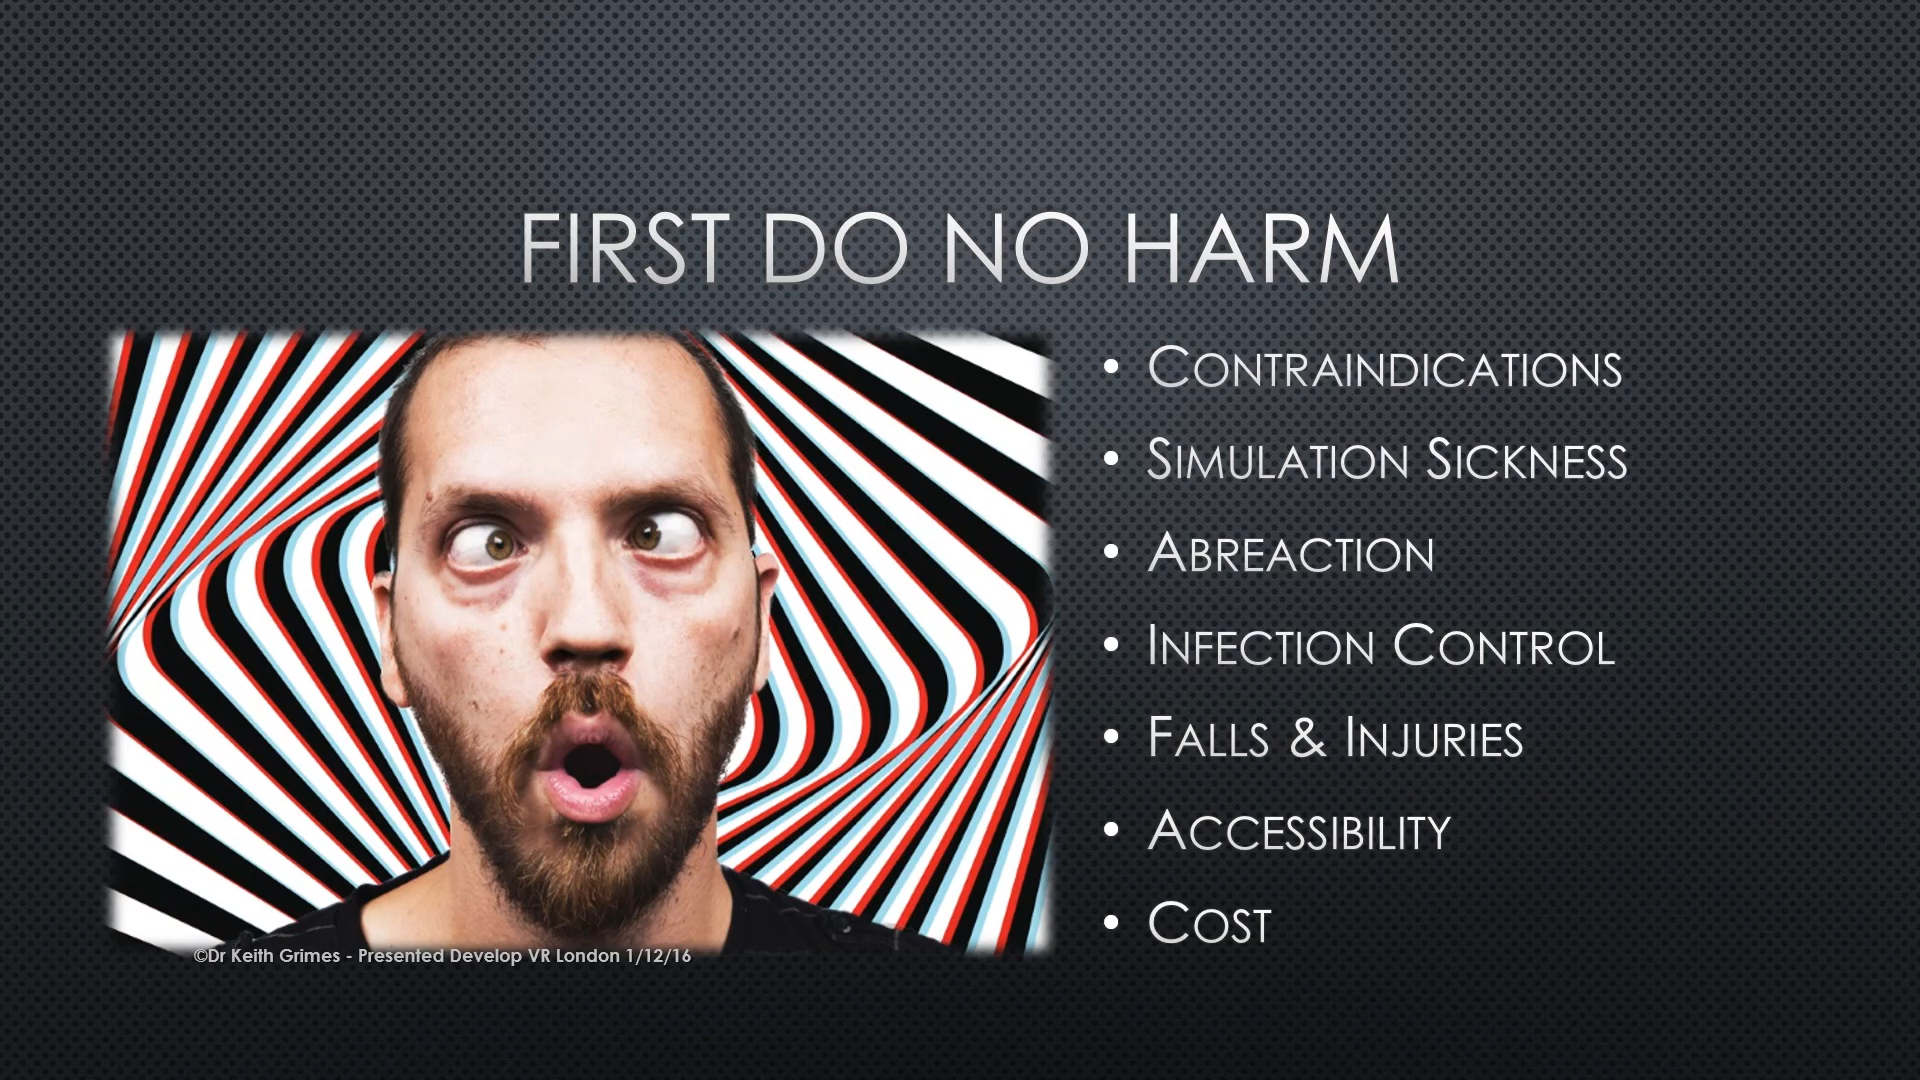 FIRST DO NO HARM
• CONTRAINDICATIONS
• SIMULATION SICKNESS
• ABREACTION
• INFECTION CONTROL
• FALLS & INJURIES
• ACCESSIBILITY
• COST
©Dr Keith Grimes - Presented Develop VR London 1/12/16